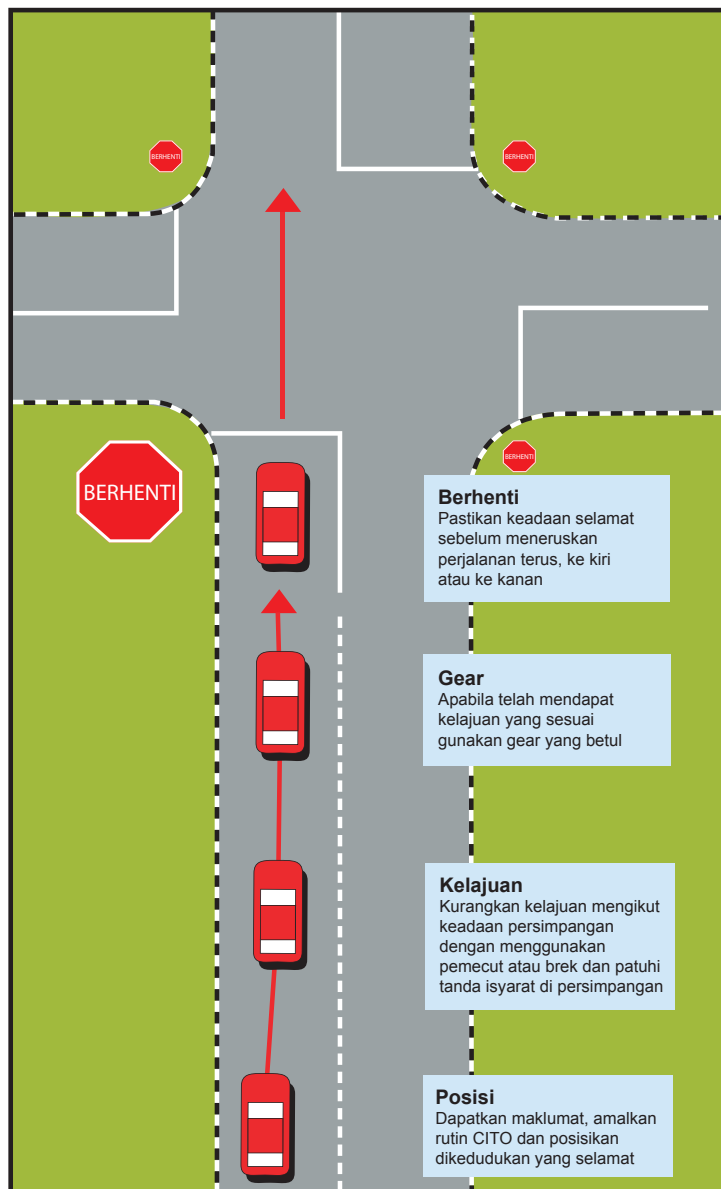 BERHENTI
BERHENTI
BERHENTI
BERHENTI
Berhenti
Pastikan keadaan selamat
sebelum meneruskan
perjalanan terus, ke kiri
atau ke kanan
Gear
Apabila telah mendapat
kelajuan yang sesuai
gunakan gear yang betul
Kelajuan
Kurangkan kelajuan mengikut
keadaan persimpangan
dengan menggunakan
pemecut atau brek dan patuhi
tanda isyarat di persimpangan
Posisi
Dapatkan maklumat, amalkan
rutin CITO dan posisikan
dikedudukan yang selamat